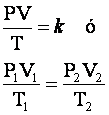 PV/T = k ó
P₁V₁/T₁ = P₂V₂/T₂